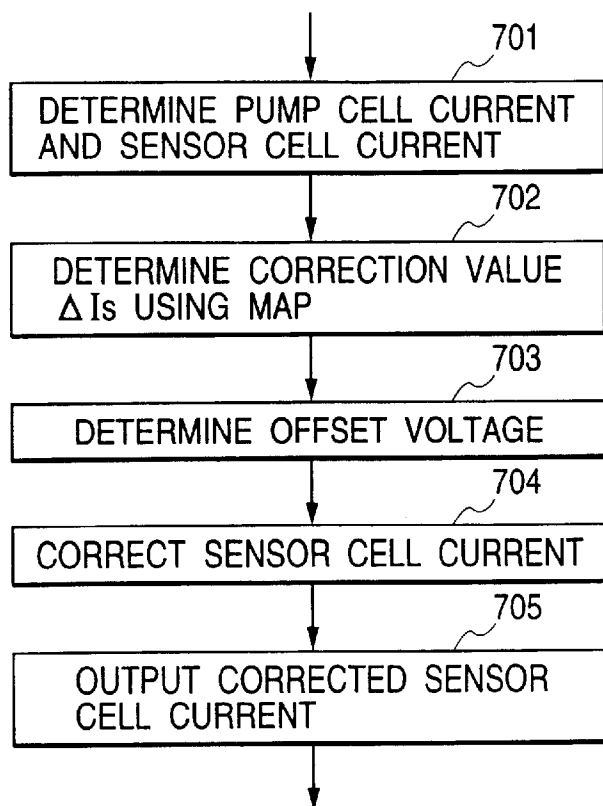 701
DETERMINE PUMP CELL CURRENT
AND SENSOR CELL CURRENT
702
DETERMINE CORRECTION VALUE
Δ Is USING MAP
703
DETERMINE OFFSET VOLTAGE
704
CORRECT SENSOR CELL CURRENT
705
OUTPUT CORRECTED SENSOR
CELL CURRENT